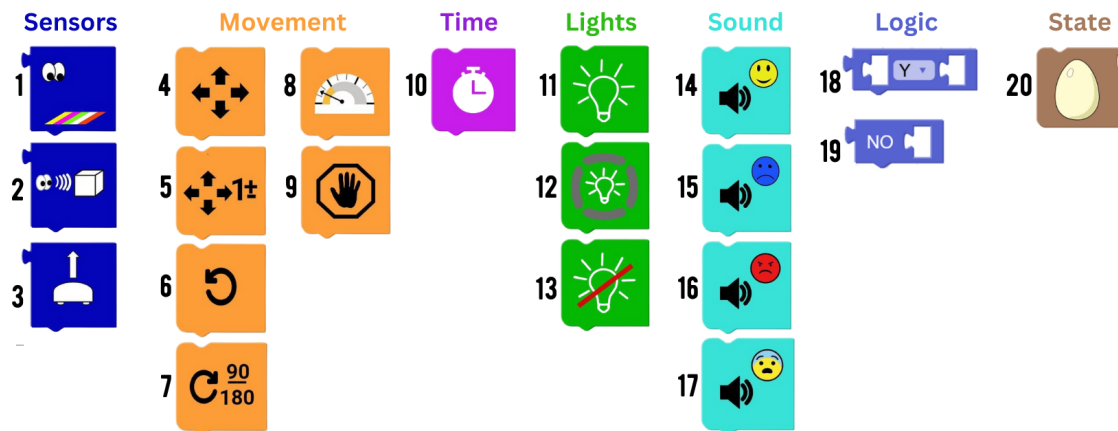 Sensors Movement Time Lights Sound Logic State
1 4 8 10 11 14 18 Y 20
19 NO
2 5 1± 9 12 15
3 6 13 16
7 90 180 17